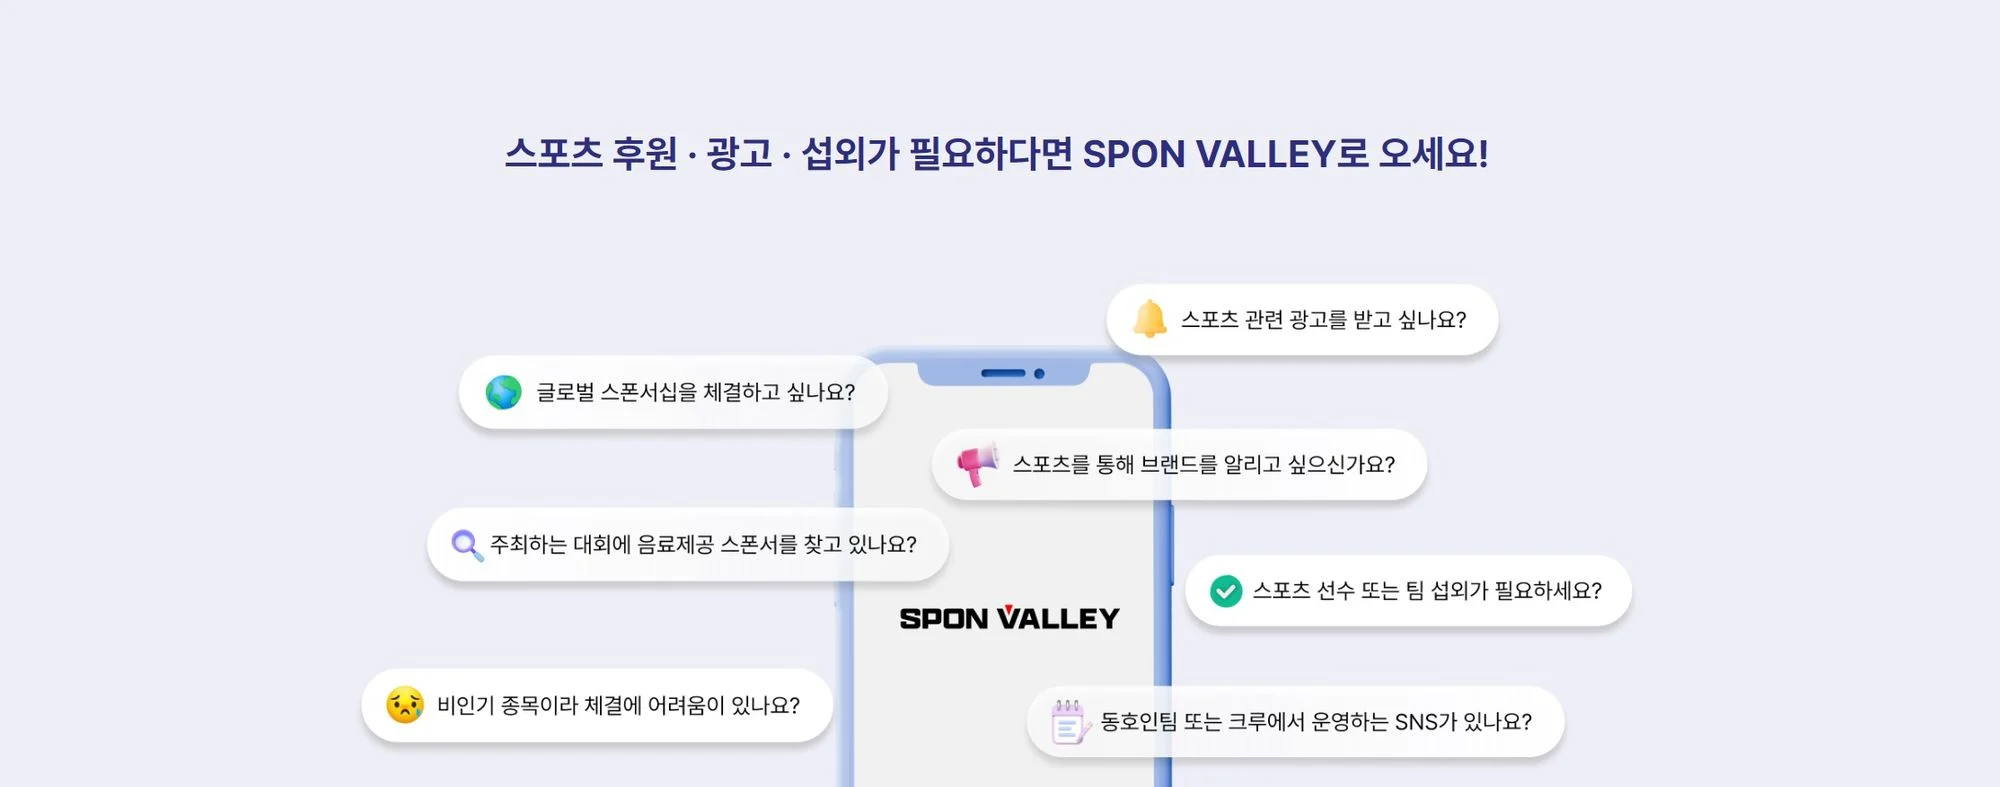 스포츠 후원 · 광고 · 섭외가 필요하다면 SPON VALLEY로 오세요!
스포츠 관련 광고를 받고 싶나요?
글로벌 스폰서십을 체결하고 싶나요?
스포츠를 통해 브랜드를 알리고 싶으신가요?
주최하는 대회에 음료제공 스폰서를 찾고 있나요?
스포츠 선수 또는 팀 섭외가 필요하세요?
SPON VALLEY
비인기 종목이라 체결에 어려움이 있나요?
동호인팀 또는 크루에서 운영하는 SNS가 있나요?